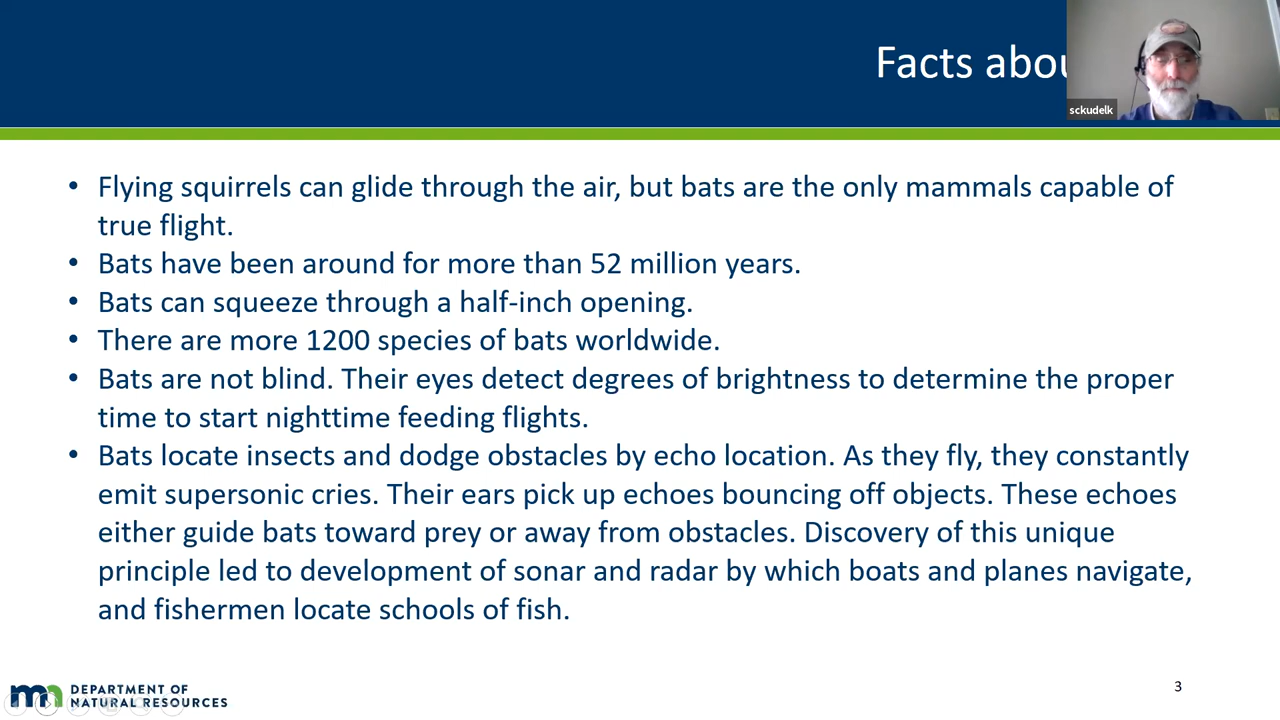 Facts abou
sckudelk
• Flying squirrels can glide through the air, but bats are the only mammals capable of
true flight.
• Bats have been around for more than 52 million years.
• Bats can squeeze through a half-inch opening.
• There are more 1200 species of bats worldwide.
• Bats are not blind. Their eyes detect degrees of brightness to determine the proper
time to start nighttime feeding flights.
• Bats locate insects and dodge obstacles by echo location. As they fly, they constantly
emit supersonic cries. Their ears pick up echoes bouncing off objects. These echoes
either guide bats toward prey or away from obstacles. Discovery of this unique
principle led to development of sonar and radar by which boats and planes navigate,
and fishermen locate schools of fish.
mn DEPARTMENT OF
NATURAL RESOURCES
3